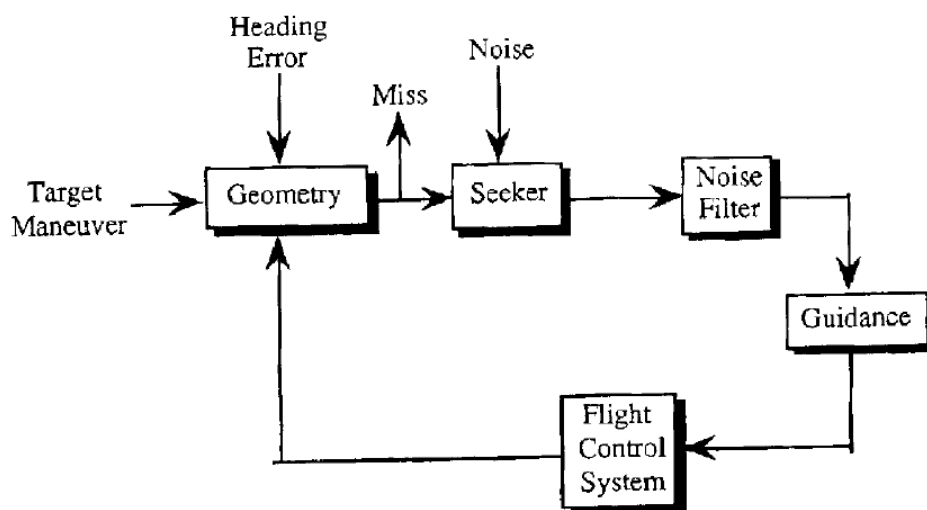 Heading
Error
Noise
Miss
Target
Maneuver
Geometry
Seeker
Noise
Filter
Guidance
Flight
Control
System